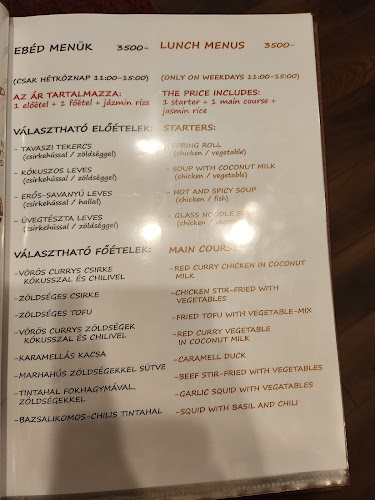 EBÉD MENÜK 3500-
(CSAK HÉTKÖZNAP 11:00-15:00)
AZ ÁR TARTALMAZZA:
1 előétel + 1 főétel + jázmin rizs
VÁLASZTHATÓ ELŐÉTELEK:
- TAVASZI TEKERCS
(csirkehússal / zöldséggel)
- KÓKUSZOS LEVES
(csirkehússal / zöldséggel)
- ERŐS-SAVANYÚ LEVES
(csirkehússal / hallal)
- ÜVEGTÉSZTA LEVES
(csirkehússal / zöldséggel)
VÁLASZTHATÓ FŐÉTELEK:
-VÖRÖS CURRYS CSIRKE
KÓKUSSZAL ÉS CHILIVEL
-ZÖLDSÉGES CSIRKE
-ZÖLDSÉGES TOFU
-VÖRÖS CURRYS ZÖLDSÉGEK
KÓKUSSZAL ÉS CHILIVEL
-KARAMELLÁS KACSA
-MARHAHÚS ZÖLDSÉGEKKEL SÜTVE
-TINTAHAL FOKHAGYMÁVAL,
ZÖLDSÉGEKKEL
-BAZSALIKOMOS-CHILIS TINTAHAL
LUNCH MENUS 3500-
(ONLY ON WEEKDAYS 11:00-15:00)
THE PRICE INCLUDES:
1 starter + 1 main course +
jasmin rice
STARTERS:
- SPRING ROLL
(chicken / vegetable)
- SOUP WITH COCONUT MILK
(chicken / vegetable)
- HOT AND SPICY SOUP
(chicken / fish)
- GLASS NOODLE
(chicken /
MAIN COURSES
-RED CURRY CHICKEN IN COCONUT
MILK
-CHICKEN STIR-FRIED WITH
VEGETABLES
-FRIED TOFU WITH VEGETABLE-MIX
-RED CURRY VEGETABLE
IN COCONUT MILK
-CARAMELL DUCK
-BEEF STIR-FRIED WITH VEGETABLES
-GARLIC SQUID WITH VEGATABLES
-SQUID WITH BASIL AND CHILI